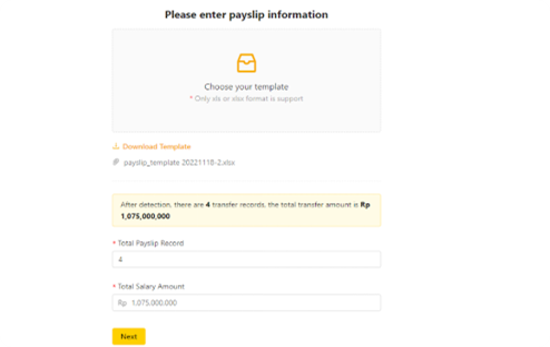 Please enter payslip information
Choose your template
* Only xls or xlsx format is support
Download Template
payslip_template 20221118-2.xlsx
After detection, there are 4 transfer records, the total transfer amount is Rp
1,075,000,000
* Total Payslip Record
4
* Total Salary Amount
Rp 1.075.000.000
Next